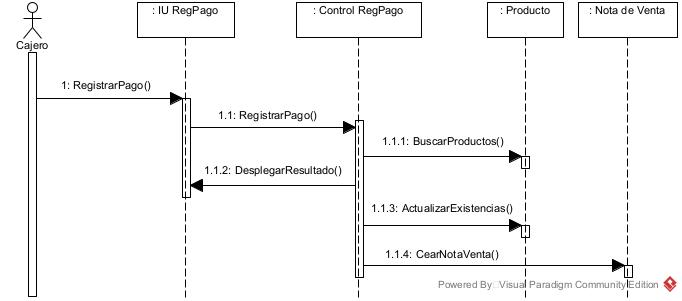 : IU RegPago
: Control RegPago
: Producto
: Nota de Venta
Cajero
1: RegistrarPago()
1.1: RegistrarPago()
1.1.1: BuscarProductos()
1.1.2: DesplegarResultado()
1.1.3: ActualizarExistencias()
1.1.4: CearNotaVenta()
Powered By: Visual Paradigm Community Edition